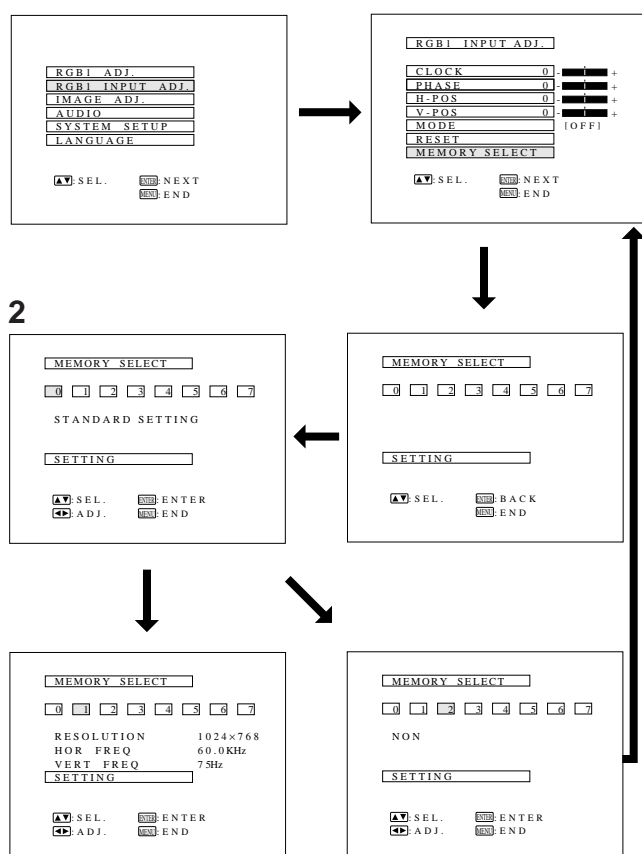 RGB1 ADJ.
RGB1 INPUT ADJ.
IMAGE ADJ.
AUDIO
SYSTEM SETUP
LANGUAGE
▲▼:SEL. ENTER:NEXT
MENU:END
RGB1 INPUT ADJ.
CLOCK 0 - +
PHASE 0 - +
H-POS 0 - +
V-POS 0 - +
MODE [OFF]
RESET
MEMORY SELECT
▲▼:SEL. ENTER:NEXT
MENU:END
2
MEMORY SELECT
0 1 2 3 4 5 6 7
STANDARD SETTING
SETTING
▲▼:SEL. ENTER:ENTER
◀▶:ADJ. MENU:END
MEMORY SELECT
0 1 2 3 4 5 6 7
SETTING
▲▼:SEL. ENTER:BACK
MENU:END
MEMORY SELECT
0 1 2 3 4 5 6 7
RESOLUTION 1024×768
HOR FREQ 60.0KHz
VERT FREQ 75Hz
SETTING
▲▼:SEL. ENTER:ENTER
◀▶:ADJ. MENU:END
MEMORY SELECT
0 1 2 3 4 5 6 7
NON
SETTING
▲▼:SEL. ENTER:ENTER
◀▶:ADJ. MENU:END